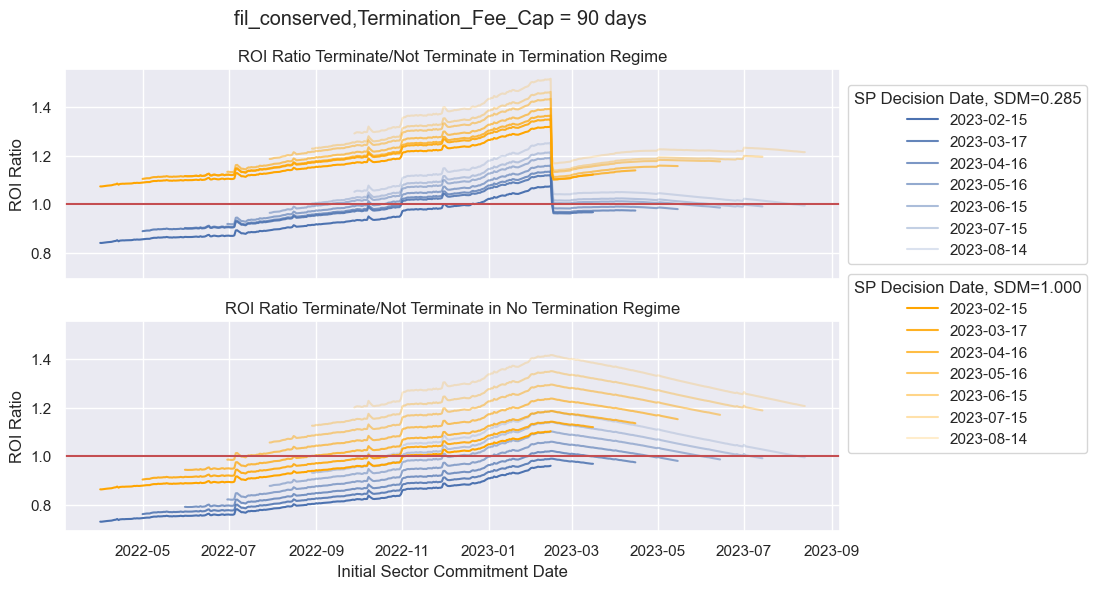 fil_conserved,Termination_Fee_Cap = 90 days
ROI Ratio Terminate/Not Terminate in Termination Regime
ROI Ratio
1.4
1.2
1.0
0.8
SP Decision Date, SDM=0.285
2023-02-15
2023-03-17
2023-04-16
2023-05-16
2023-06-15
2023-07-15
2023-08-14
ROI Ratio Terminate/Not Terminate in No Termination Regime
ROI Ratio
1.4
1.2
1.0
0.8
SP Decision Date, SDM=1.000
2023-02-15
2023-03-17
2023-04-16
2023-05-16
2023-06-15
2023-07-15
2023-08-14
2022-05 2022-07 2022-09 2022-11 2023-01 2023-03 2023-05 2023-07 2023-09
Initial Sector Commitment Date